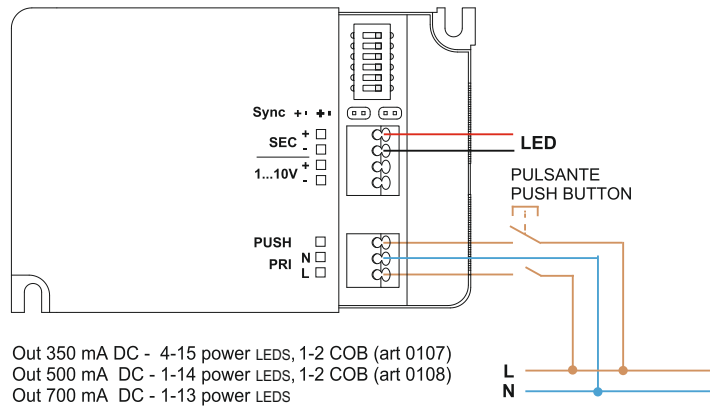 Sync + - + -
SEC + -
1...10V + -
LED
PULSANTE
PUSH BUTTON
PUSH
PRI N L
Out 350 mA DC - 4-15 power LEDS, 1-2 COB (art 0107)
Out 500 mA DC - 1-14 power LEDS, 1-2 COB (art 0108)
Out 700 mA DC - 1-13 power LEDS
L
N